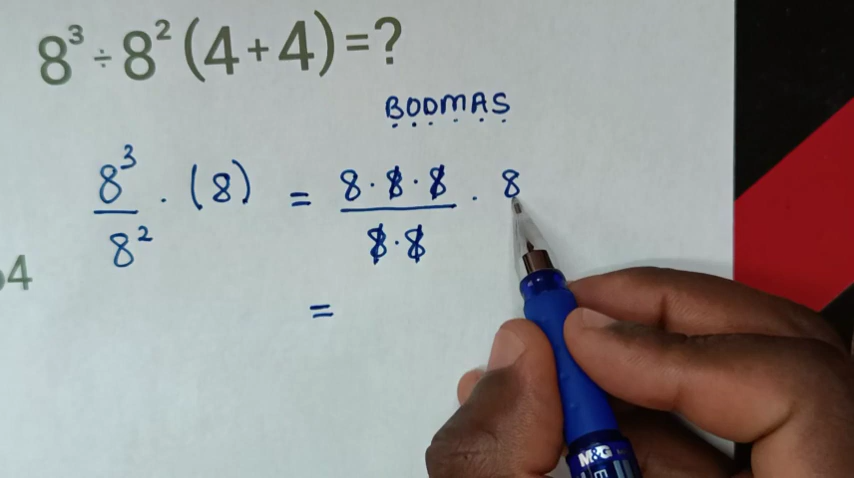 8³ ÷ 8² (4+4) = ?
BODMAS
8³/8² · (8) = 8·8·8/8·8 · 8
4
=
M&G